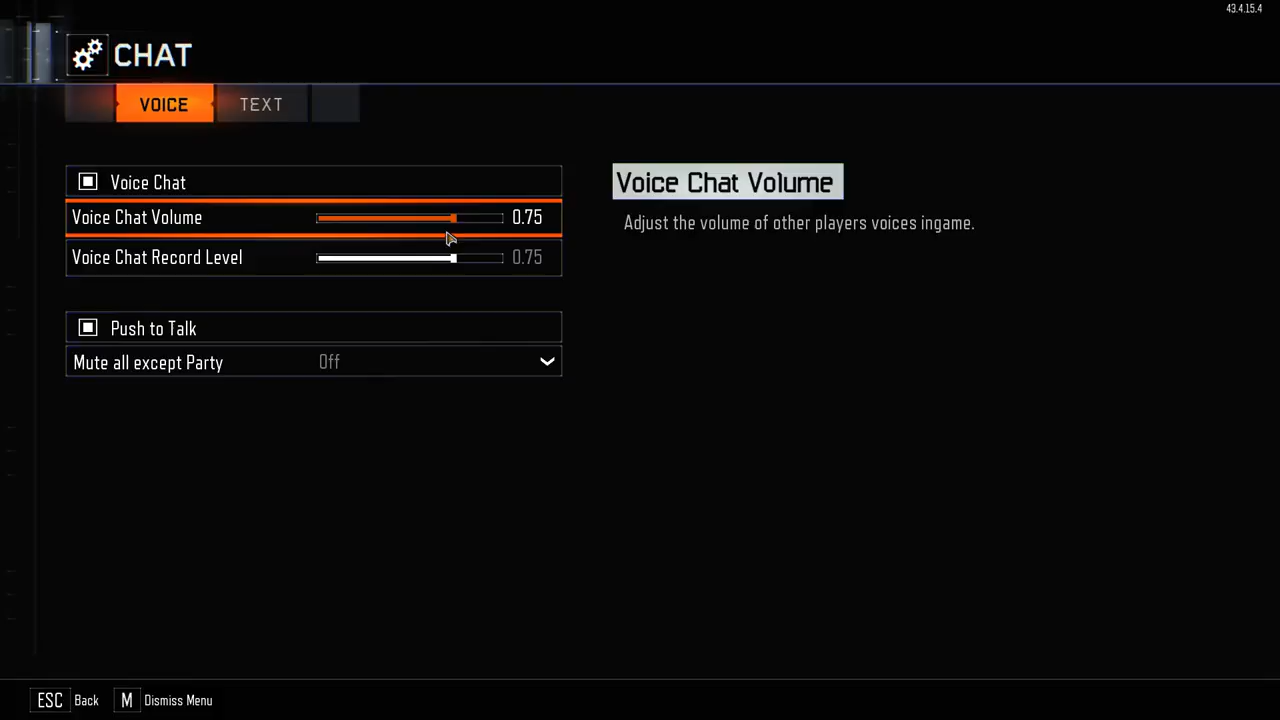 43.4.15.4
CHAT
VOICE TEXT
Voice Chat
Voice Chat Volume 0.75
Voice Chat Record Level 0.75
Push to Talk
Mute all except Party Off
Voice Chat Volume
Adjust the volume of other players voices ingame.
ESC Back M Dismiss Menu